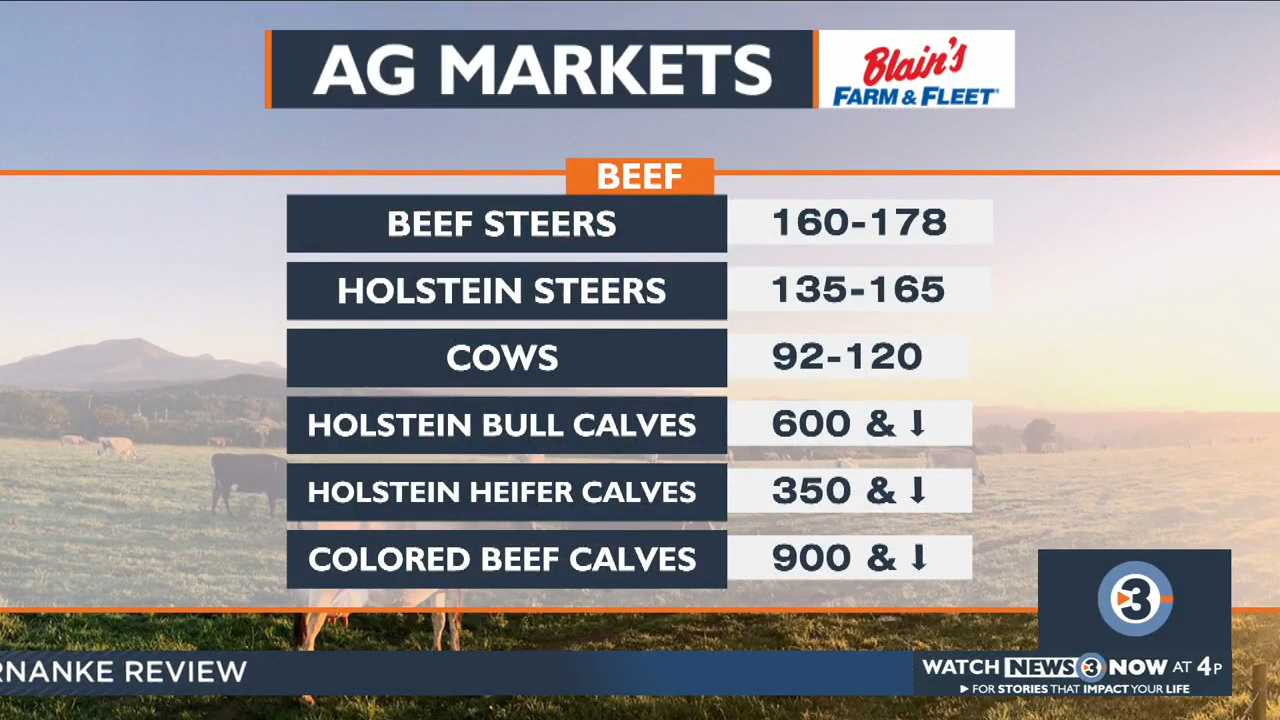 AG MARKETS
Blain's
FARM & FLEET
BEEF
BEEF STEERS 160-178
HOLSTEIN STEERS 135-165
COWS 92-120
HOLSTEIN BULL CALVES 600 & ⬇
HOLSTEIN HEIFER CALVES 350 & ⬇
COLORED BEEF CALVES 900 & ⬇
3
RNANKE REVIEW
WATCH NEWS 3 NOW AT 4P
▶ FOR STORIES THAT IMPACT YOUR LIFE